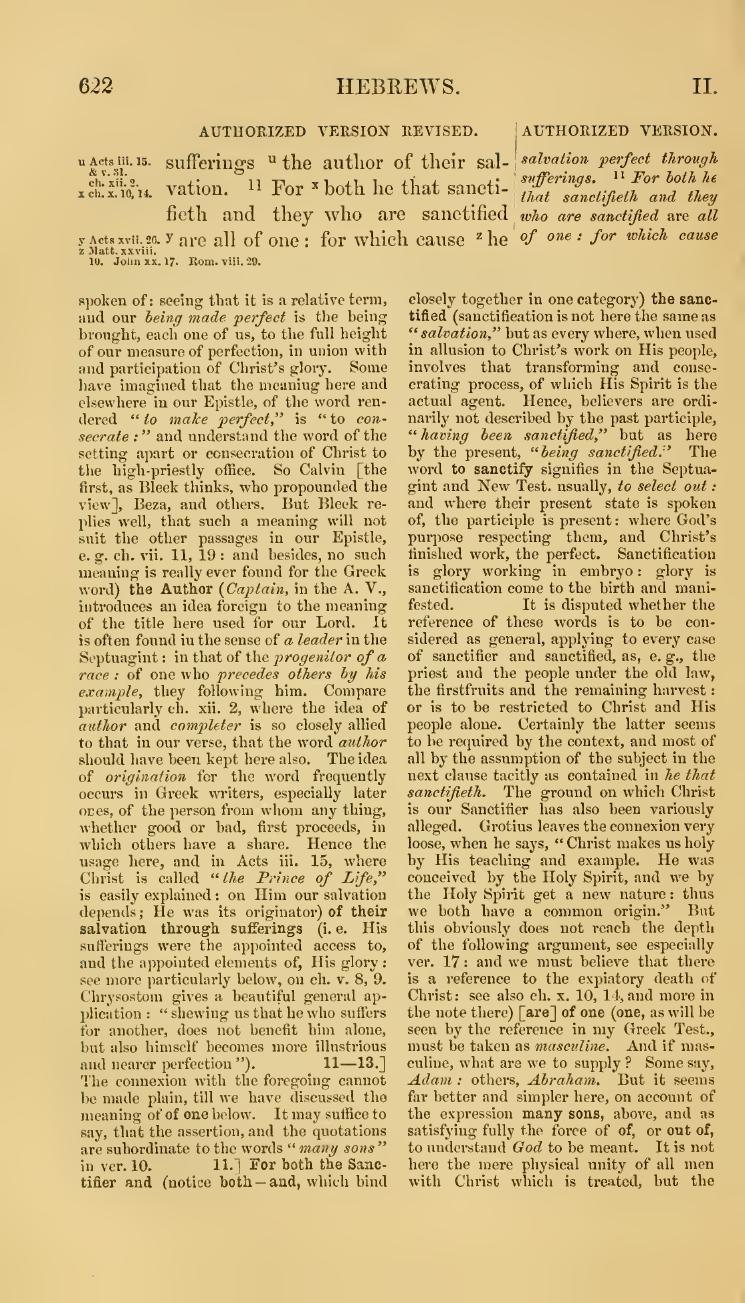 622
HEBREWS.
II.
AUTHORIZED VERSION REVISED.
u Acts iii. 15.
& v. 31.
ch. xii. 2.
x ch. x. 10, 14.
sufferings u the author of their sal-
vation. 11 For x both he that sancti-
fieth and they who are sanctified
y Acts xvii. 26.
z Matt. xxviii.
10. John xx. 17. Rom. viii. 29.
y are all of one : for which cause z he
AUTHORIZED VERSION.
salvation perfect through
sufferings. 11 For both he
that sanctifieth and they
who are sanctified are all
of one : for which cause
spoken of: seeing that it is a relative term,
and our being made perfect is the being
brought, each one of us, to the full height
of our measure of perfection, in union with
and participation of Christ's glory. Some
have imagined that the meaning here and
elsewhere in our Epistle, of the word ren-
dered "to make perfect," is "to con-
secrate :" and understand the word of the
setting apart or consecration of Christ to
the high-priestly office. So Calvin [the
first, as Bleek thinks, who propounded the
view], Beza, and others. But Bleek re-
plies well, that such a meaning will not
suit the other passages in our Epistle,
e. g. ch. vii. 11, 19 : and besides, no such
meaning is really ever found for the Greek
word) the Author (Captain, in the A. V.,
introduces an idea foreign to the meaning
of the title here used for our Lord. It
is often found in the sense of a leader in the
Septuagint : in that of the progenitor of a
race : of one who precedes others by his
example, they following him. Compare
particularly ch. xii. 2, where the idea of
author and completer is so closely allied
to that in our verse, that the word author
should have been kept here also. The idea
of origination for the word frequently
occurs in Greek writers, especially later
ones, of the person from whom any thing,
whether good or bad, first proceeds, in
which others have a share. Hence the
usage here, and in Acts iii. 15, where
Christ is called "the Prince of Life,"
is easily explained : on Him our salvation
depends; He was its originator) of their
salvation through sufferings (i. e. His
sufferings were the appointed access to,
and the appointed elements of, His glory :
see more particularly below, on ch. v. 8, 9.
Chrysostom gives a beautiful general ap-
plication : "shewing us that he who suffers
for another, does not benefit him alone,
but also himself becomes more illustrious
and nearer perfection"). 11—13.]
The connexion with the foregoing cannot
be made plain, till we have discussed the
meaning of of one below. It may suffice to
say, that the assertion, and the quotations
are subordinate to the words "many sons"
in ver. 10. 11.] For both the Sanc-
tifier and (notice both—and, which bind
closely together in one category) the sanc-
tified (sanctification is not here the same as
"salvation," but as every where, when used
in allusion to Christ's work on His people,
involves that transforming and conse-
crating process, of which His Spirit is the
actual agent. Hence, believers are ordi-
narily not described by the past participle,
"having been sanctified," but as here
by the present, "being sanctified." The
word to sanctify signifies in the Septua-
gint and New Test. usually, to select out :
and where their present state is spoken
of, the participle is present: where God's
purpose respecting them, and Christ's
finished work, the perfect. Sanctification
is glory working in embryo : glory is
sanctification come to the birth and mani-
fested. It is disputed whether the
reference of these words is to be con-
sidered as general, applying to every case
of sanctifier and sanctified, as, e. g., the
priest and the people under the old law,
the firstfruits and the remaining harvest :
or is to be restricted to Christ and His
people alone. Certainly the latter seems
to be required by the context, and most of
all by the assumption of the subject in the
next clause tacitly as contained in he that
sanctifieth. The ground on which Christ
is our Sanctifier has also been variously
alleged. Grotius leaves the connexion very
loose, when he says, "Christ makes us holy
by His teaching and example. He was
conceived by the Holy Spirit, and we by
the Holy Spirit get a new nature : thus
we both have a common origin." But
this obviously does not reach the depth
of the following argument, see especially
ver. 17 : and we must believe that there
is a reference to the expiatory death of
Christ: see also ch. x. 10, 14, and more in
the note there) [are] of one (one, as will be
seen by the reference in my Greek Test.,
must be taken as masculine. And if mas-
culine, what are we to supply ? Some say,
Adam : others, Abraham. But it seems
far better and simpler here, on account of
the expression many sons, above, and as
satisfying fully the force of of, or out of,
to understand God to be meant. It is not
here the mere physical unity of all men
with Christ which is treated, but the